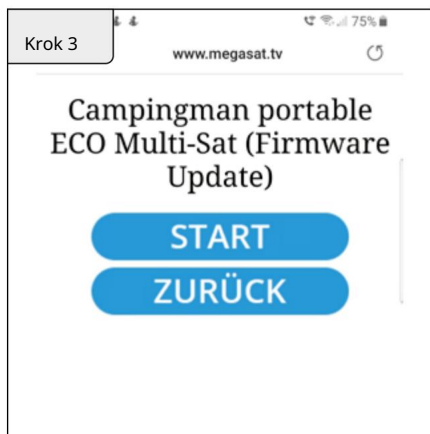 Krok 3
75%
www.megasat.tv
Campingman portable
ECO Multi-Sat (Firmware
Update)
START
ZURÜCK